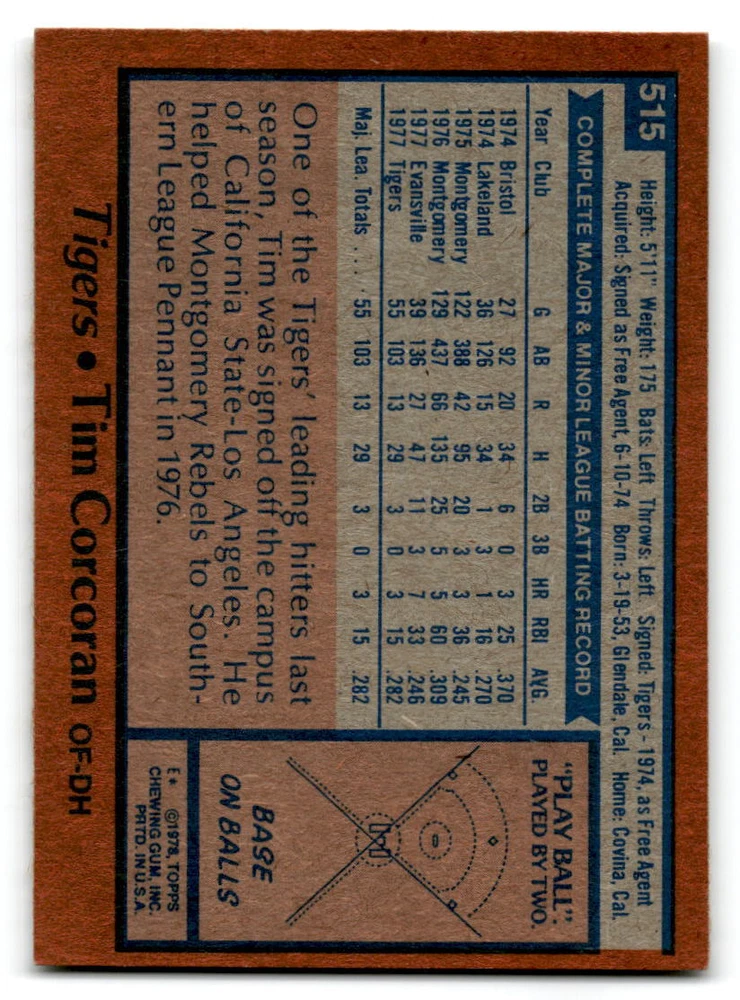 515
Height: 5'11" Weight: 175 Bats: Left Throws: Left Signed: Tigers - 1974, as Free Agent
Acquired: Signed as Free Agent, 6-10-74 Born: 3-19-53, Glendale, Cal. Home: Covina, Cal.
COMPLETE MAJOR & MINOR LEAGUE BATTING RECORD
Year Club G AB R H 2B 3B HR RBI AVG.
1974 Bristol 27 92 20 34 6 0 3 25 .370
1974 Lakeland 36 126 15 34 1 3 1 16 .270
1975 Montgomery 122 388 42 95 20 3 3 36 .245
1976 Montgomery 129 437 66 135 25 5 5 60 .309
1977 Evansville 39 136 27 47 11 3 7 33 .246
1977 Tigers 55 103 13 29 3 0 3 15 .282
Maj. Lea. Totals .... 55 103 13 29 3 0 3 15 .282
One of the Tigers' leading hitters last
season, Tim was signed off the campus
of California State-Los Angeles. He
helped Montgomery Rebels to South-
ern League Pennant in 1976.
"PLAY BALL":
PLAYED BY TWO.
BASE
ON BALLS
E* ©1978, TOPPS
CHEWING GUM, INC.
PRTD. IN U.S.A.
Tigers • Tim Corcoran OF-DH